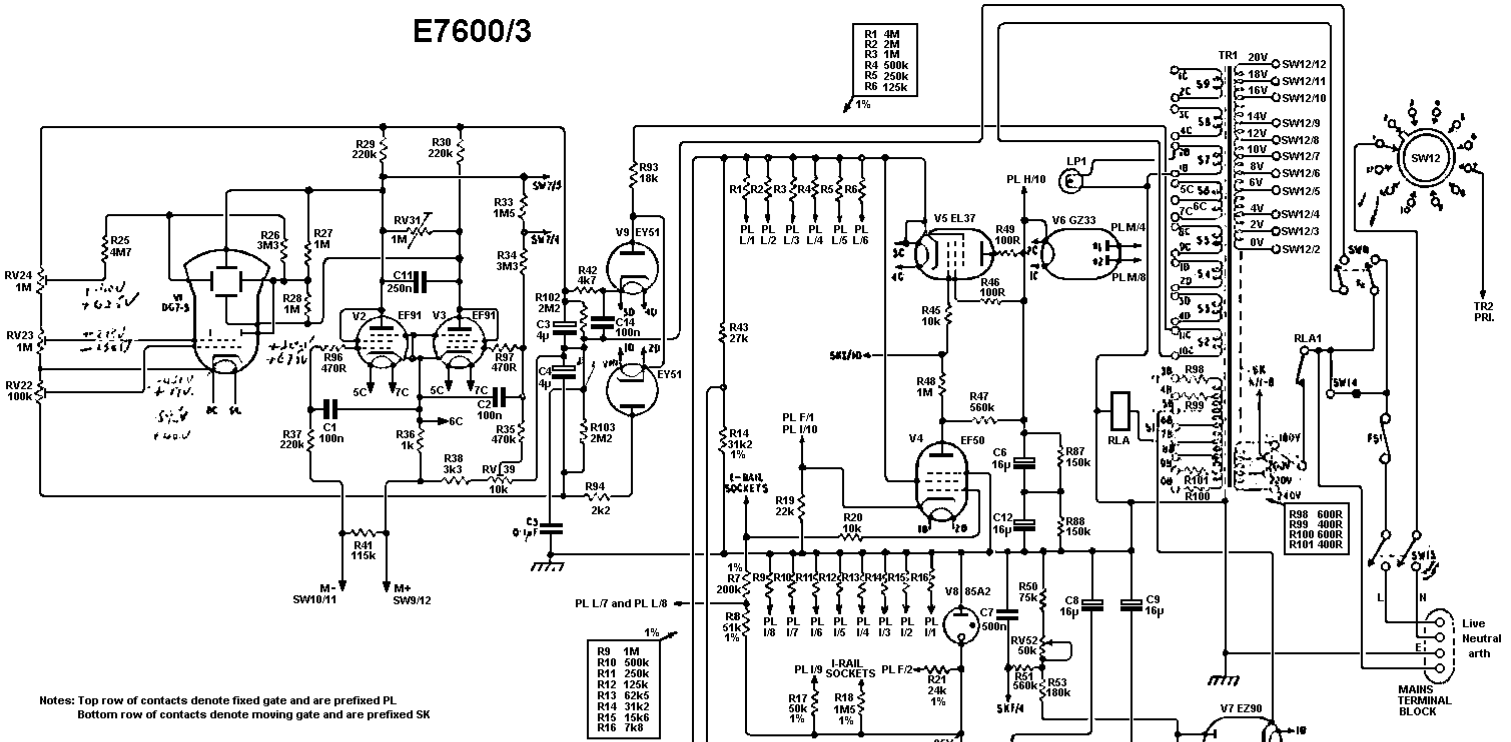 E7600/3
R1 4M
R2 2M
R3 1M
R4 500k
R5 250k
R6 125k
1%
TR1
20V SW12/12
18V SW12/11
16V SW12/10
14V SW12/9
12V SW12/8
10V SW12/7
8V SW12/6
6V SW12/5
4V SW12/4
2V SW12/3
0V SW12/2
SW12
TR2
PRI.
R29
220k
R30
220k
SW7/4
R33
1M5
R34
3M3
RV31
1M
C11
250n
R25
4M7
R26
3M3
R27
1M
R28
1M
RV24
1M
RV23
1M
RV22
100k
V2
EF91
V3
EF91
R96
470R
R97
470R
5C 7C
5C 7C
6C
C1
100n
C2
100n
R37
220k
R36
1k
R35
470k
R38
3k3
RV39
10k
R41
115k
M-
SW10/11
M+
SW9/12
R93
18k
V9 EY51
R42
4k7
R102
2M2
C3
4µ
C4
4µ
C14
100n
5D 4D
1D 2D
EY51
R103
2M2
R94
2k2
C5
0.1µF
R1 R2 R3 R4 R5 R6
PL L/1
PL L/2
PL L/3
PL L/4
PL L/5
PL L/6
PL H/10
LP1
V5 EL37
V6 GZ33
PL M/4
PL M/8
R49
100R
R46
100R
R45
10k
R43
27k
R48
1M
R47
560k
V4
EF50
PL F/1
PL I/10
R14
31k2
1%
E-RAIL
SOCKETS
R19
22k
R20
10k
C6
16µ
C12
16µ
R87
150k
R88
150k
RLA
RLA1
SW14
FS1
R98
R99
R101
R100
220V
240V
R98 600R
R99 400R
R100 600R
R101 400R
SW13
L
N
E
Live
Neutral
arth
MAINS
TERMINAL
BLOCK
1%
R7
200k
PL L/7 and PL L/8
R8
51k
1%
R9 R10 R11 R12 R13 R14 R15 R16
PL I/8
PL I/7
PL I/6
PL I/5
PL I/4
PL I/3
PL I/2
PL I/1
V8 85A2
C7
500n
R50
75k
RV52
50k
R51
560k
R53
180k
C8
16µ
C9
16µ
1%
R9 1M
R10 500k
R11 250k
R12 125k
R13 62k5
R14 31k2
R15 15k6
R16 7k8
PL I/9
I-RAIL
SOCKETS
PL F/2
R21
24k
1%
R17
50k
1%
R18
1M5
1%
SKF/4
V7 EZ90
Notes: Top row of contacts denote fixed gate and are prefixed PL
Bottom row of contacts denote moving gate and are prefixed SK